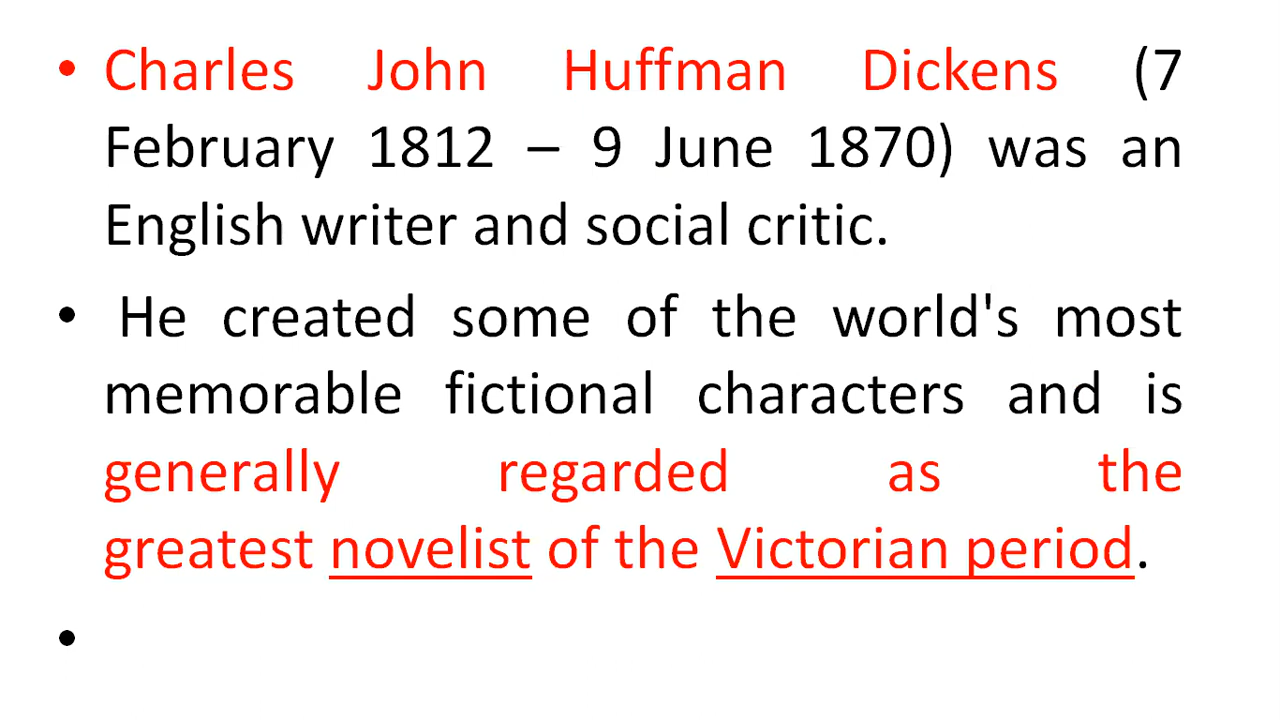 • Charles John Huffman Dickens (7
February 1812 – 9 June 1870) was an
English writer and social critic.
• He created some of the world's most
memorable fictional characters and is
generally regarded as the
greatest novelist of the Victorian period.
•